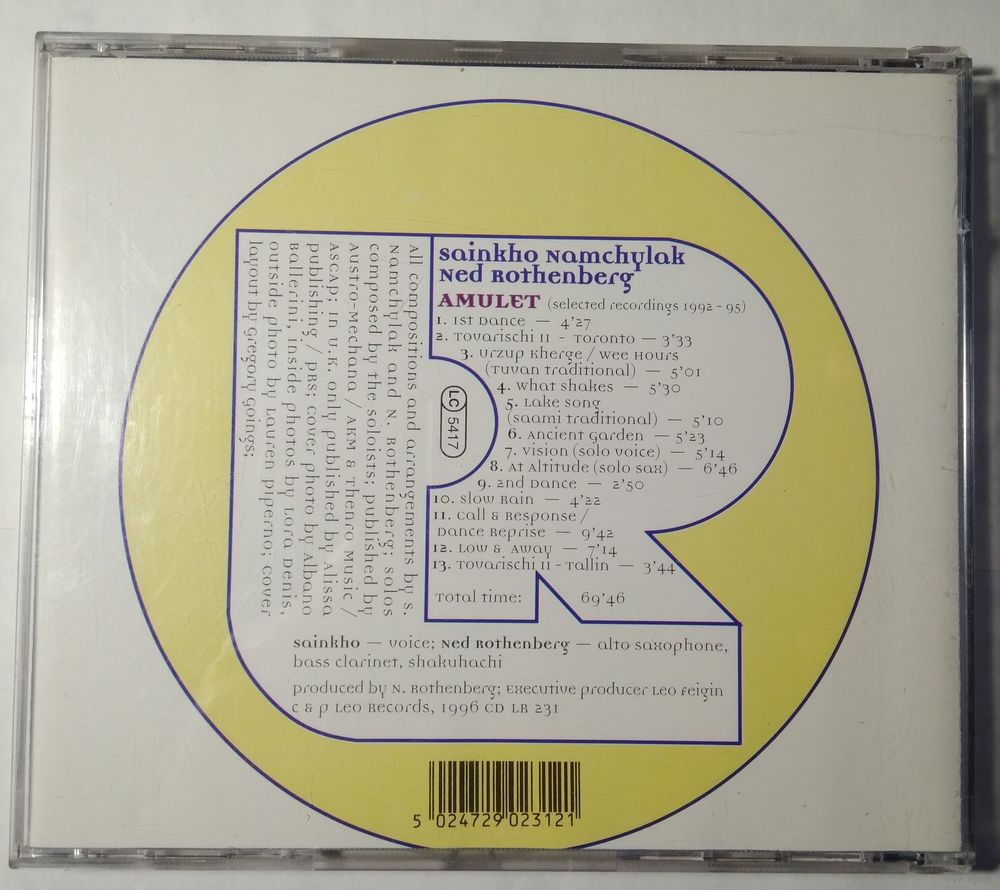 Sainkho Namchylak
Ned Rothenberg
AMULET (selected recordings 1992 - 95)
1. 1st Dance — 4'27
2. Tovarischi II - Toronto — 3'33
3. Urzup Kherge / Wee Hours
(Tuvan traditional) — 5'01
4. What shakes — 5'30
5. Lake song
(saami traditional) — 5'10
6. Ancient garden — 5'23
7. Vision (solo voice) — 5'14
8. At Altitude (solo sax) — 6'46
9. 2nd Dance — 2'50
10. Slow Rain — 4'22
11. Call & Response /
Dance Reprise — 9'42
12. Low & Away — 7'14
13. Tovarischi II - Tallin — 3'44
Total time: 69'46
LC 5417
All compositions and arrangements by S.
Namchylak and N. Rothenberg; solos
composed by the soloists; published by
Austro-Mechana / AKM & Thenro Music /
ASCAP; in U.K. only published by Alissa
publishing / PRS; cover photo by Albano
Ballerini, inside photos by Lora Denis,
outside photo by Lauren Piperno; cover
layout by Gregory Goings;
Sainkho — voice; Ned Rothenberg — alto saxophone,
bass clarinet, shakuhachi
produced by N. Rothenberg; Executive producer Leo Feigin
C & P Leo Records, 1996 CD LR 231
5 024729 023121